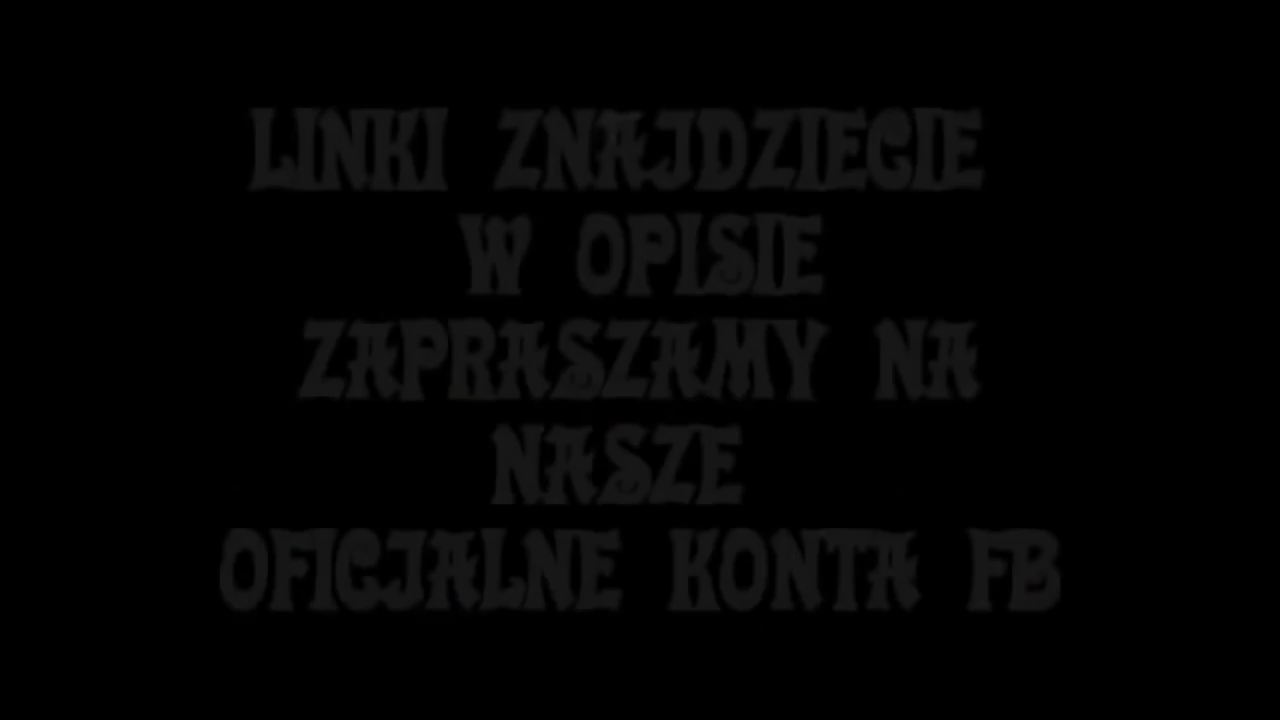 LINKI ZNAJDZIECIE
W OPISIE
ZAPRASZAMY NA
NASZE
OFICJALNE KONTA FB